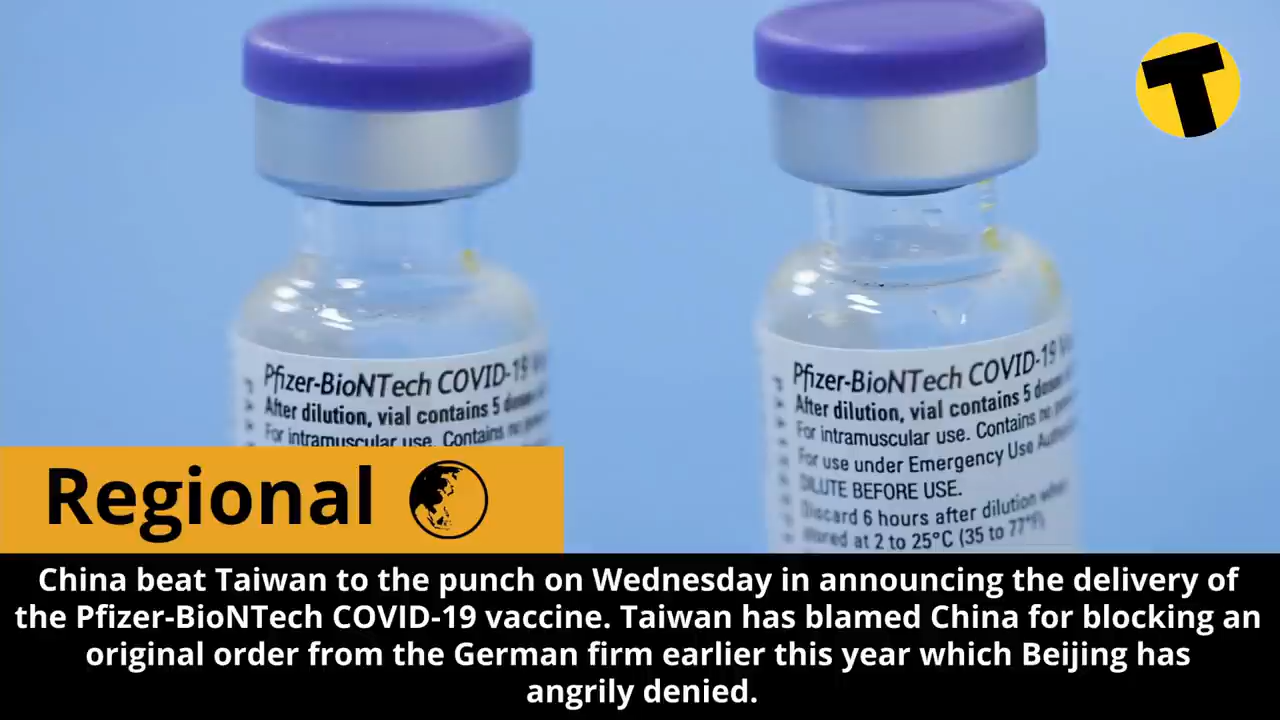 T
Pfizer-BioNTech COVID-19
After dilution, vial contains 5
For intramuscular use. Contains no
Pfizer-BioNTech COVID-19
After dilution, vial contains 5
For intramuscular use. Contains no
For use under Emergency Use
DILUTE BEFORE USE.
Discard 6 hours after dilution when
stored at 2 to 25°C (35 to 77°F)
Regional
China beat Taiwan to the punch on Wednesday in announcing the delivery of
the Pfizer-BioNTech COVID-19 vaccine. Taiwan has blamed China for blocking an
original order from the German firm earlier this year which Beijing has
angrily denied.